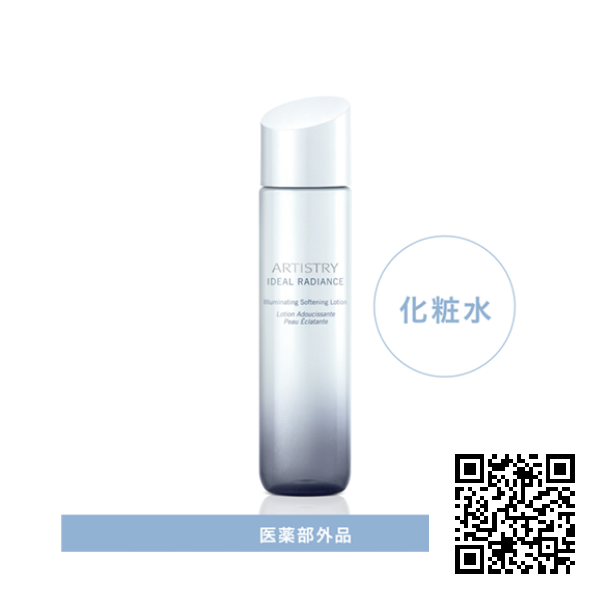 ARTISTRY
IDEAL RADIANCE
Illuminating Softening Lotion
Lotion Adoucissante
Peau Éclatante
化粧水
医薬部外品